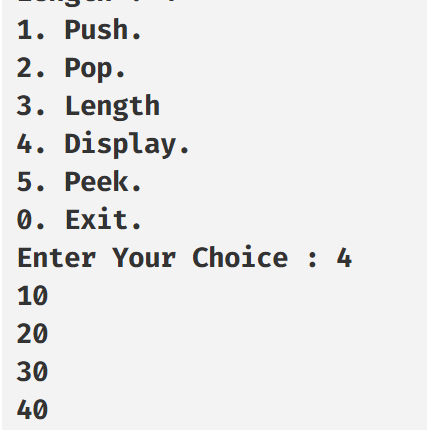 1. Push.
2. Pop.
3. Length
4. Display.
5. Peek.
0. Exit.
Enter Your Choice : 4
10
20
30
40